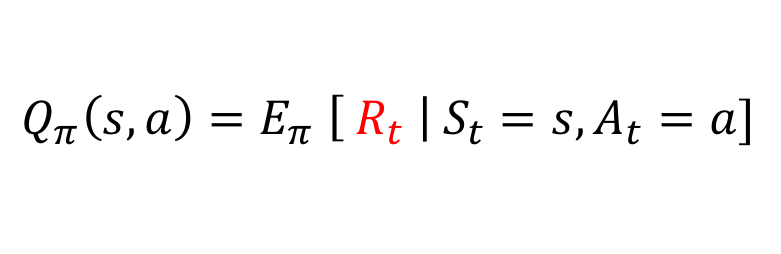 Q_π(s, a) = E_π [ R_t | S_t = s, A_t = a]